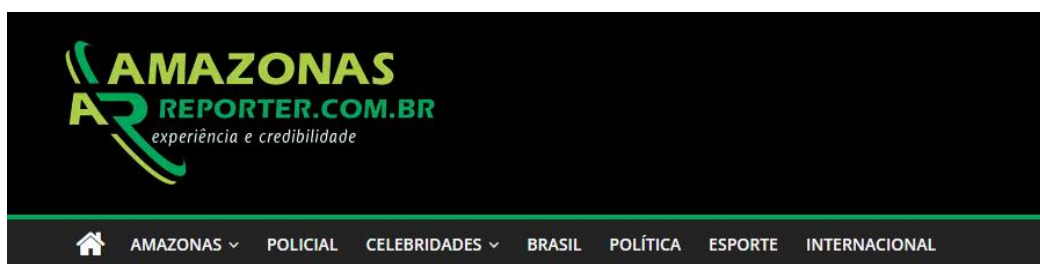 AMAZONAS
AR REPORTER.COM.BR
experiência e credibilidade
AMAZONAS POLICIAL CELEBRIDADES BRASIL POLÍTICA ESPORTE INTERNACIONAL